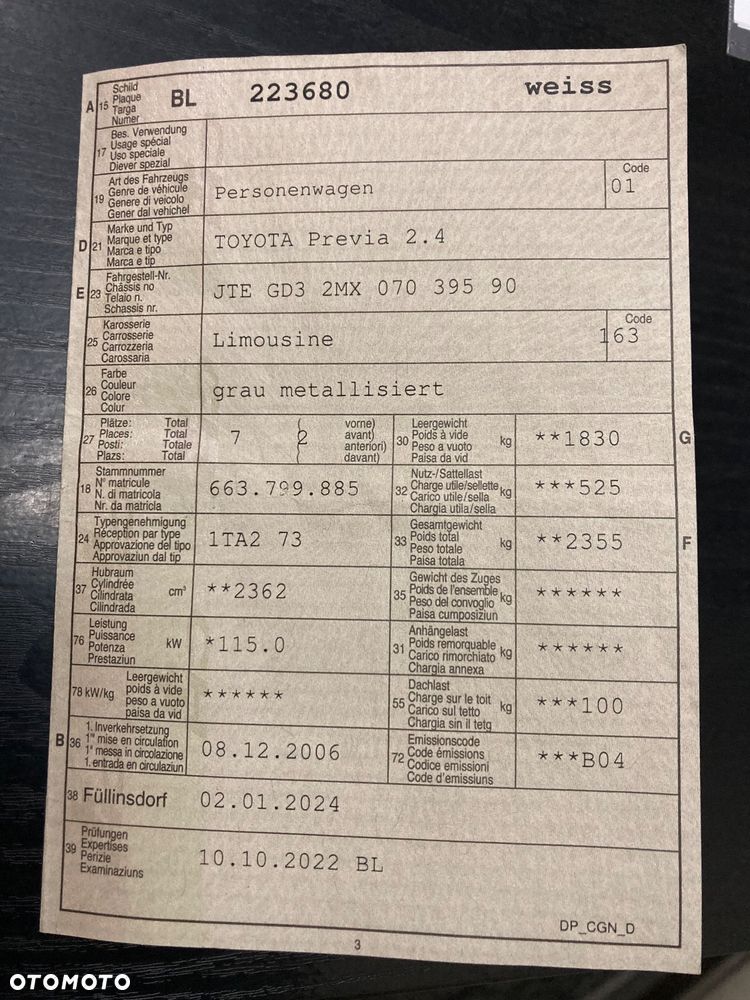 A 15 Schild
Plaque
Targa
Numer
BL 223680 weiss
17 Bes. Verwendung
Usage spécial
Uso speciale
Diever spezial
19 Art des Fahrzeugs
Genre de véhicule
Genere di veicolo
Gener dal vehichel
Personenwagen
Code
01
D 21 Marke und Typ
Marque et type
Marca e tipo
Marca e tip
TOYOTA Previa 2.4
E 23 Fahrgestell-Nr.
Châssis no
Telaio n.
Schassis nr.
JTE GD3 2MX 070 395 90
25 Karosserie
Carrosserie
Carrozzeria
Carossaria
Limousine
Code
163
26 Farbe
Couleur
Colore
Colur
grau metallisiert
27 Plätze: Total
Places: Total
Posti: Totale
Plazs: Total
7 2
vorne)
avant)
anteriori)
davant)
30 Leergewicht
Poids à vide
Peso a vuoto
Paisa da vid
kg
**1830
G
18 Stammnummer
N° matricule
N. di matricola
Nr. da matricla
663.799.885
32 Nutz-/Sattellast
Charge utile/sellette
Carico utile/sella
Chargia utila/sella
kg
***525
24 Typengenehmigung
Réception par type
Approvazione del tipo
Approvaziun dal tip
1TA2 73
33 Gesamtgewicht
Poids total
Peso totale
Paisa totala
kg
**2355
F
37 Hubraum
Cylindrée
Cilindrata
Cilindrada
cm³
**2362
35 Gewicht des Zuges
Poids de l'ensemble
Peso del convoglio
Paisa cumposiziun
kg
******
76 Leistung
Puissance
Potenza
Prestaziun
kW
*115.0
31 Anhängelast
Poids remorquable
Carico rimorchiato
Chargia annexa
kg
******
78 kW/kg
Leergewicht
poids à vide
peso a vuoto
paisa da vid
******
55 Dachlast
Charge sur le toit
Carico sul tetto
Chargia sin il tetg
kg
***100
B 36 1. Inverkehrsetzung
1re mise en circulation
1a messa in circolazione
1. entrada en circulaziun
08.12.2006
72 Emissionscode
Code émissions
Codice emissioni
Code d'emissiuns
***B04
38 Füllinsdorf 02.01.2024
39 Prüfungen
Expertises
Perizie
Examinaziuns
10.10.2022 BL
DP_CGN_D
3
OTOMOTO